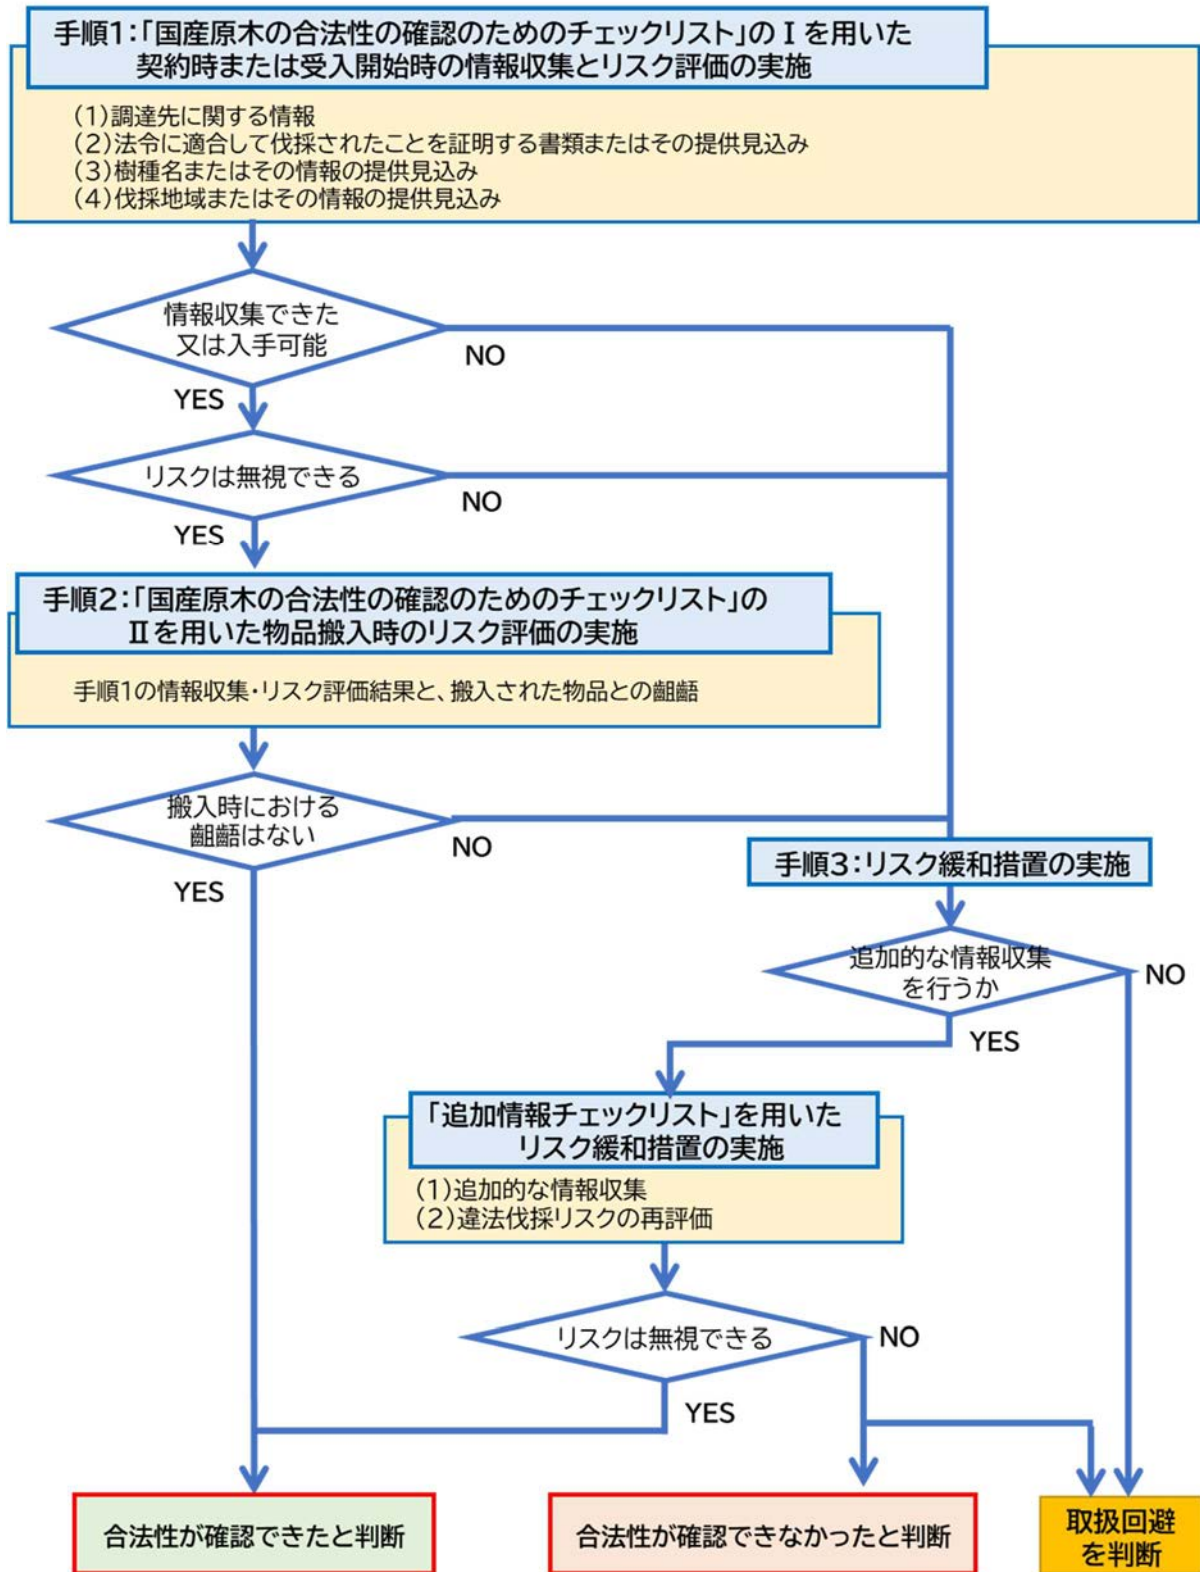 手順1：「国産原木の合法性の確認のためのチェックリスト」のⅠを用いた
契約時または受入開始時の情報収集とリスク評価の実施
（1）調達先に関する情報
（2）法令に適合して伐採されたことを証明する書類またはその提供見込み
（3）樹種名またはその情報の提供見込み
（4）伐採地域またはその情報の提供見込み
情報収集できた
又は入手可能
NO
YES
リスクは無視できる
NO
YES
手順2：「国産原木の合法性の確認のためのチェックリスト」の
Ⅱを用いた物品搬入時のリスク評価の実施
手順1の情報収集・リスク評価結果と、搬入された物品との齟齬
搬入時における
齟齬はない
NO
YES
手順3：リスク緩和措置の実施
追加的な情報収集
を行うか
NO
YES
「追加情報チェックリスト」を用いた
リスク緩和措置の実施
（1）追加的な情報収集
（2）違法伐採リスクの再評価
リスクは無視できる
NO
YES
合法性が確認できたと判断
合法性が確認できなかったと判断
取扱回避
を判断